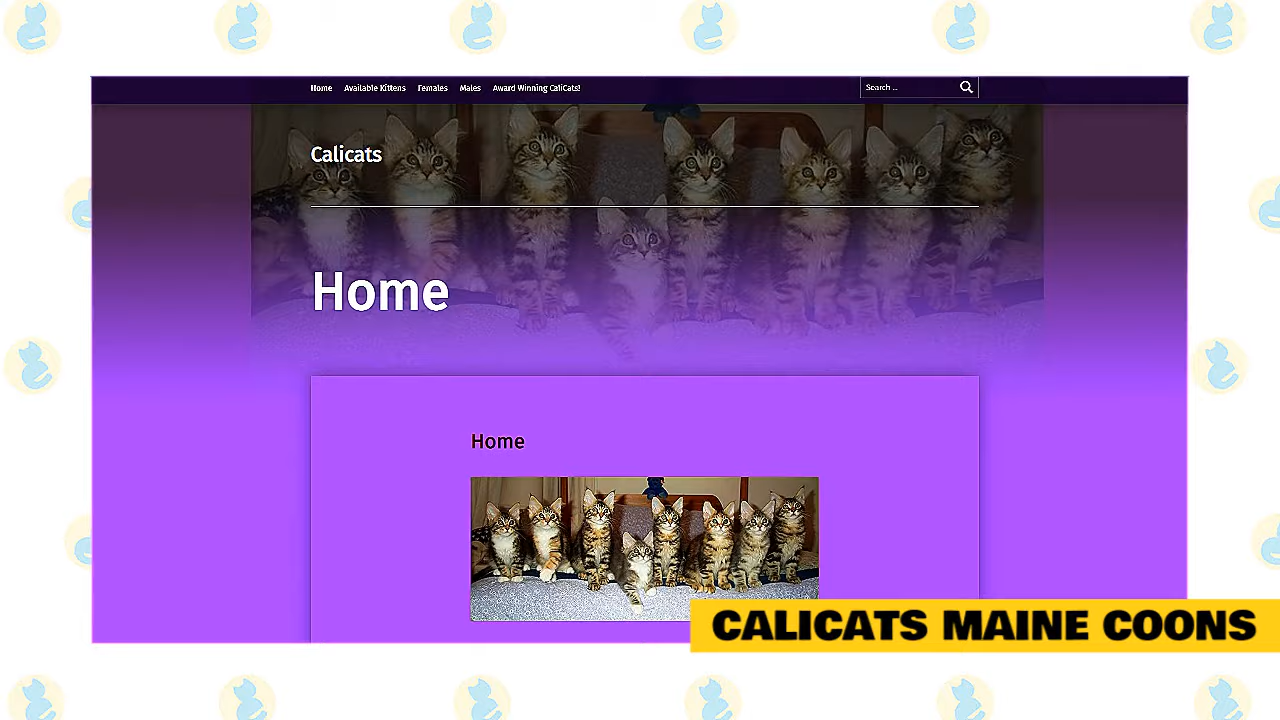 Home Available Kittens Females Males Award Winning CaliCats! Search ...
Calicats
Home
Home
CALICATS MAINE COONS